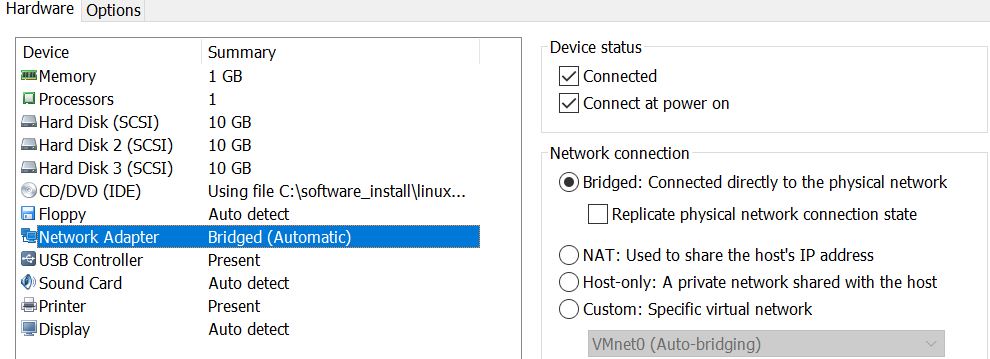 Hardware Options
Device Summary
Memory 1 GB
Processors 1
Hard Disk (SCSI) 10 GB
Hard Disk 2 (SCSI) 10 GB
Hard Disk 3 (SCSI) 10 GB
CD/DVD (IDE) Using file C:\software_install\linux...
Floppy Auto detect
Network Adapter Bridged (Automatic)
USB Controller Present
Sound Card Auto detect
Printer Present
Display Auto detect
Device status
Connected
Connect at power on
Network connection
Bridged: Connected directly to the physical network
Replicate physical network connection state
NAT: Used to share the host's IP address
Host-only: A private network shared with the host
Custom: Specific virtual network
VMnet0 (Auto-bridging)